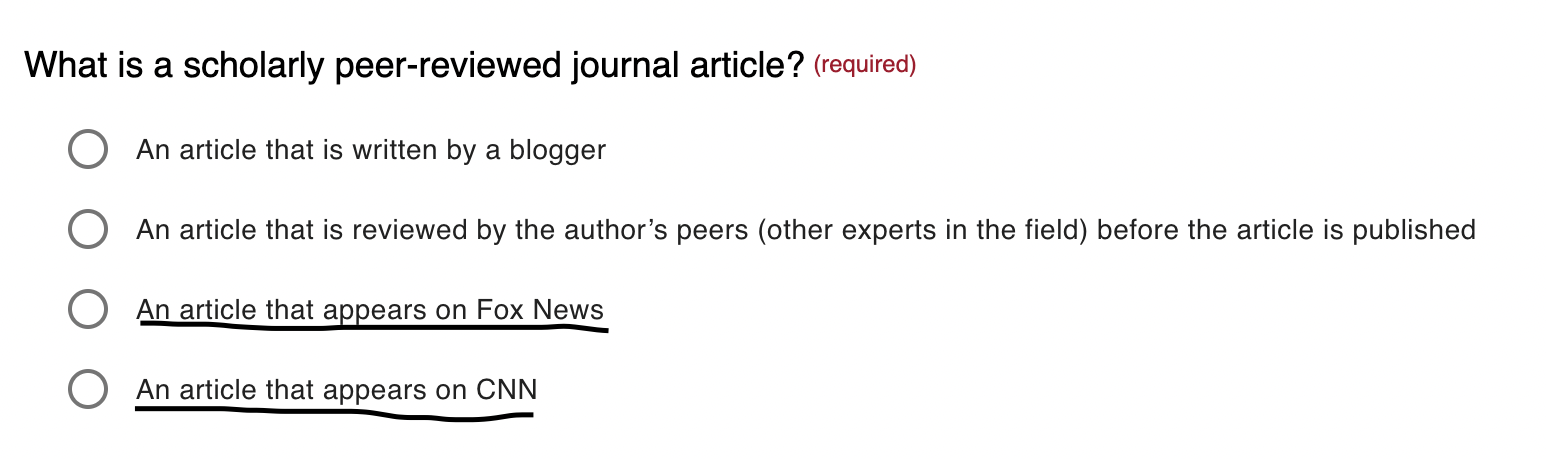 What is a scholarly peer-reviewed journal article? (required)
An article that is written by a blogger
An article that is reviewed by the author’s peers (other experts in the field) before the article is published
An article that appears on Fox News
An article that appears on CNN